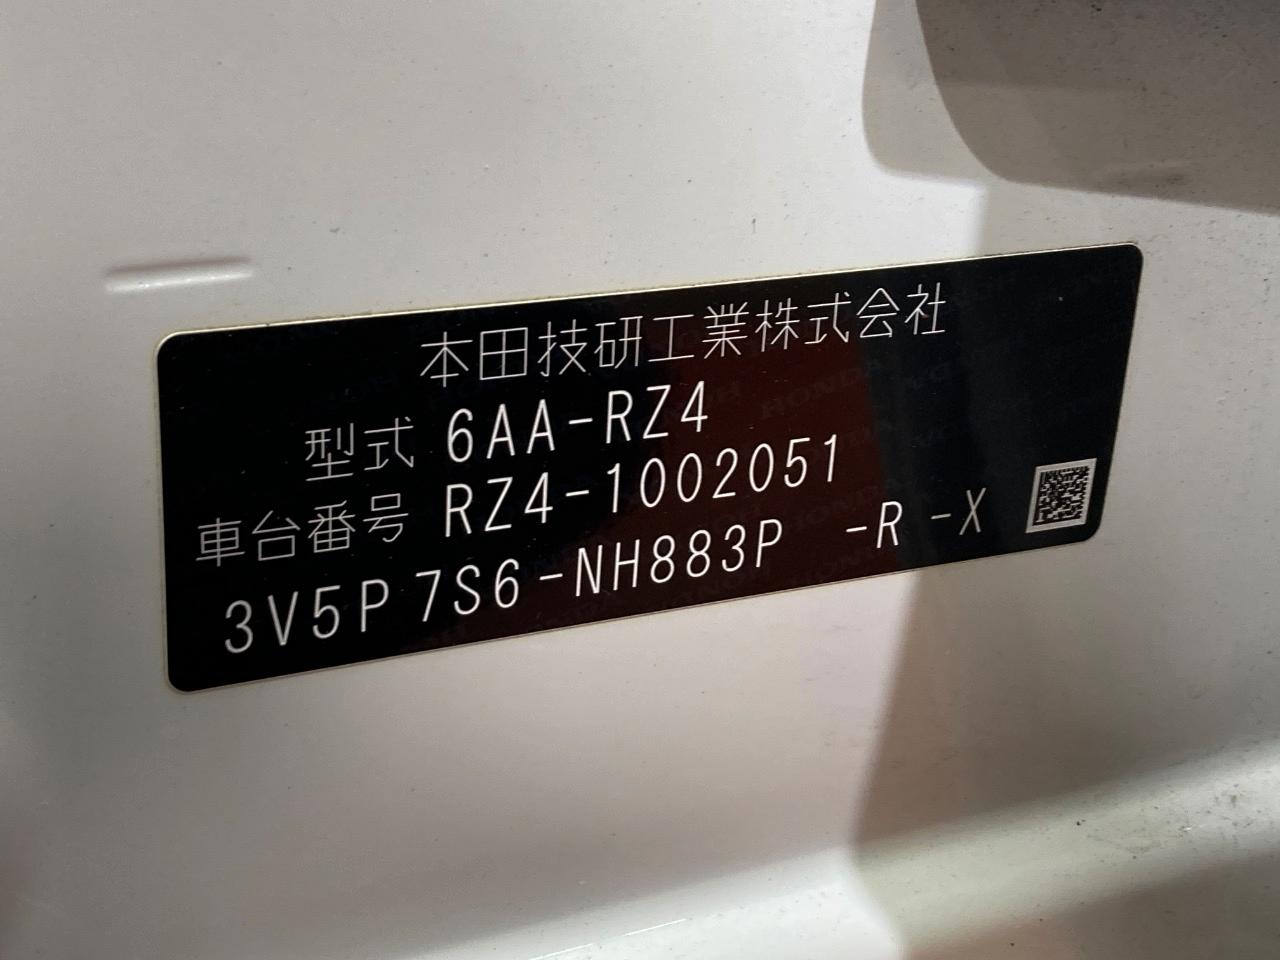 本田技研工業株式会社
型式 6AA-RZ4
車台番号 RZ4-1002051
3V5P 7S6-NH883P -R -X